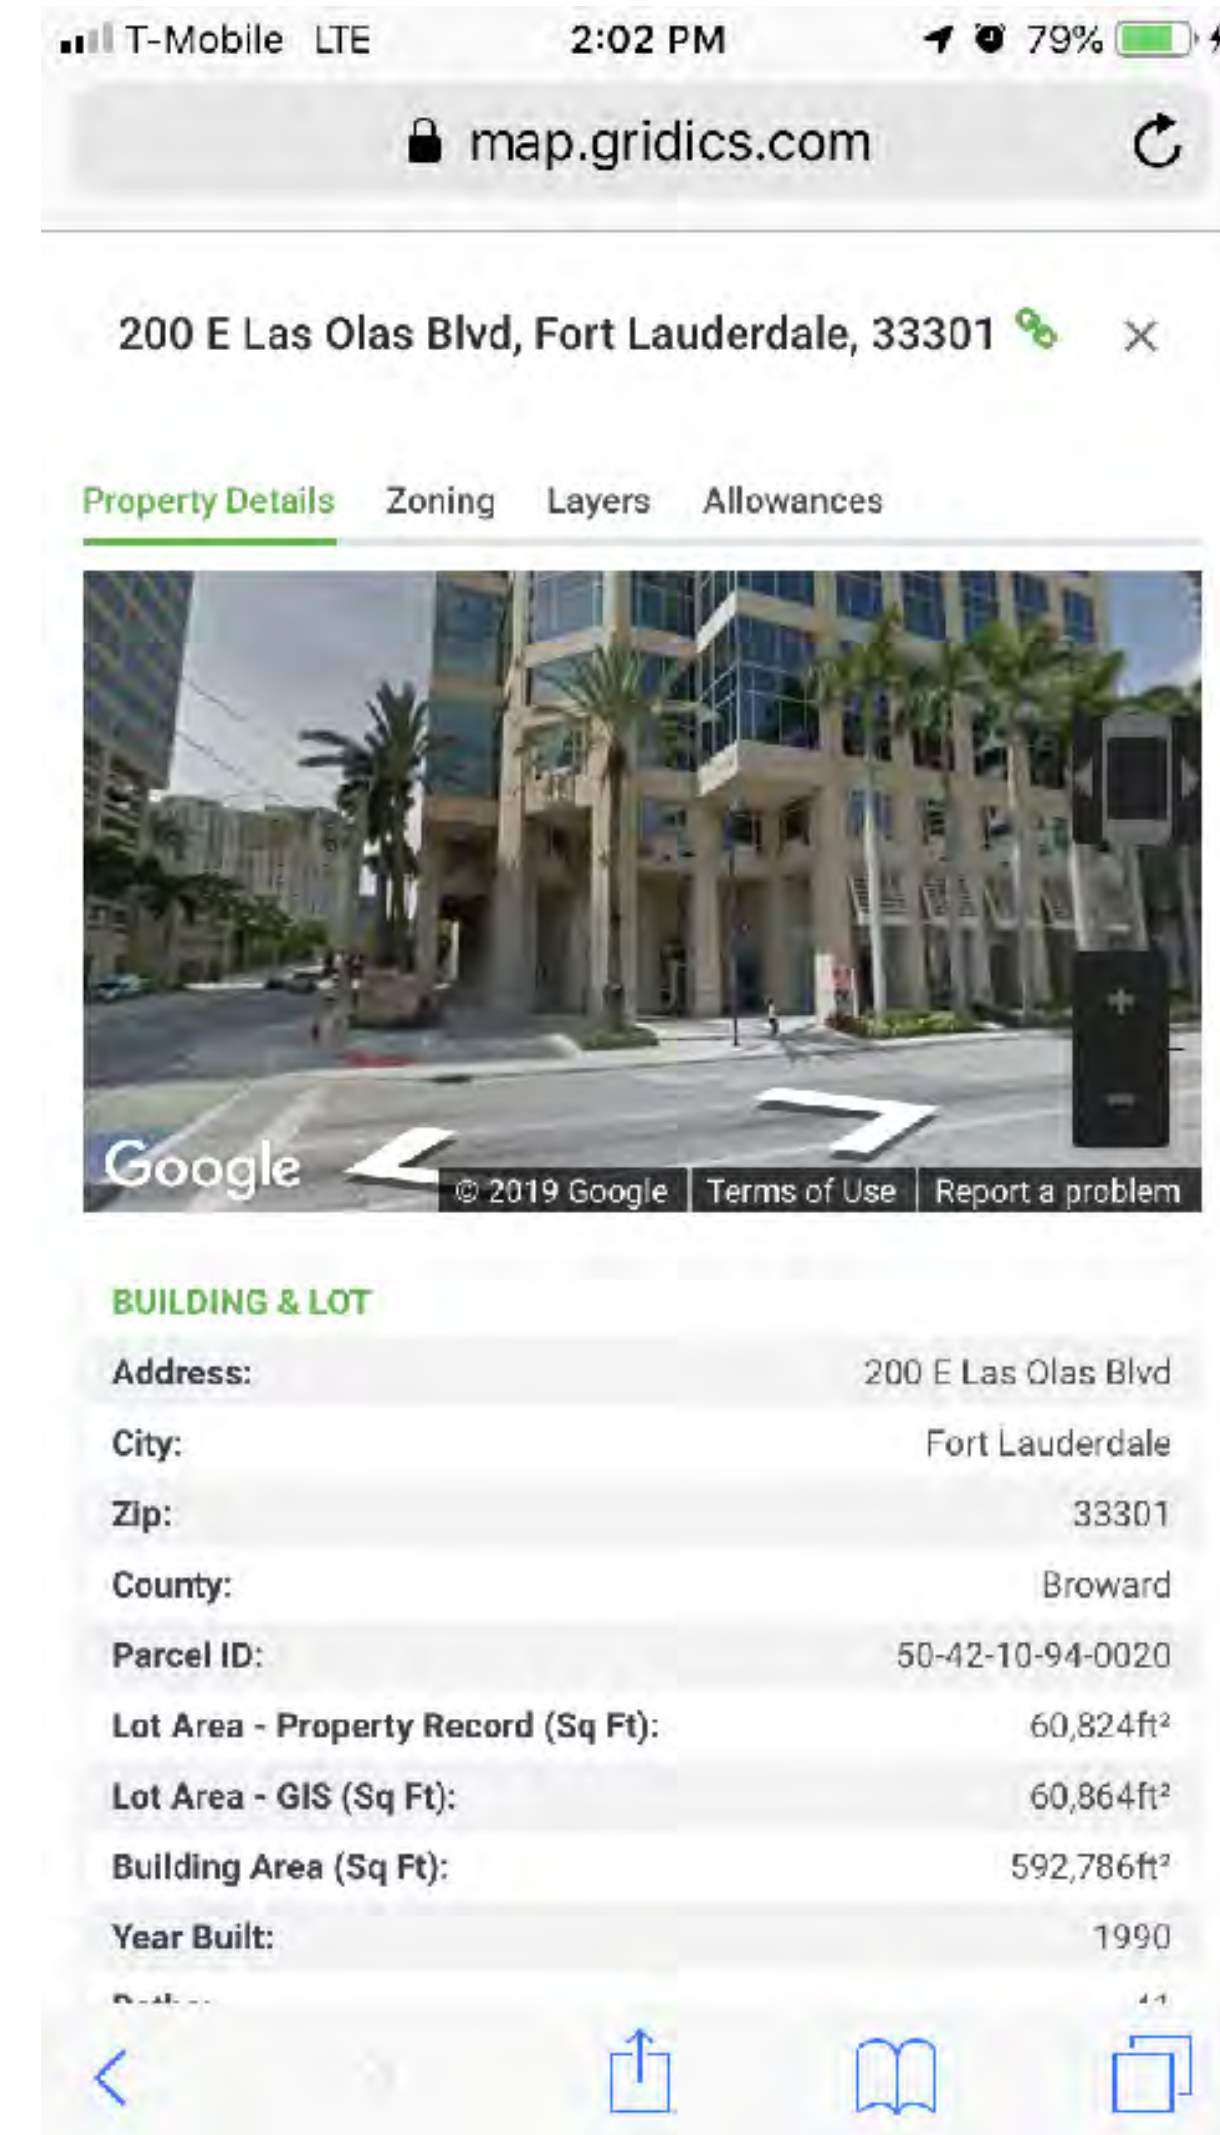 T-Mobile LTE 2:02 PM 79%
map.gridics.com
200 E Las Olas Blvd, Fort Lauderdale, 33301
Property Details Zoning Layers Allowances
Google © 2019 Google Terms of Use Report a problem
BUILDING & LOT
Address: 200 E Las Olas Blvd
City: Fort Lauderdale
Zip: 33301
County: Broward
Parcel ID: 50-42-10-94-0020
Lot Area - Property Record (Sq Ft): 60,824ft²
Lot Area - GIS (Sq Ft): 60,864ft²
Building Area (Sq Ft): 592,786ft²
Year Built: 1990